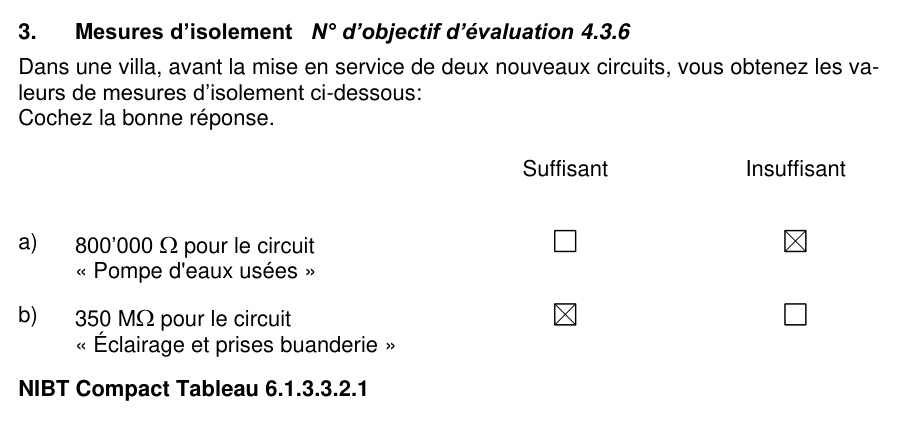 3. Mesures d’isolement N° d’objectif d’évaluation 4.3.6
Dans une villa, avant la mise en service de deux nouveaux circuits, vous obtenez les va-
leurs de mesures d’isolement ci-dessous:
Cochez la bonne réponse.
Suffisant Insuffisant
a) 800’000 Ω pour le circuit
« Pompe d'eaux usées »
b) 350 MΩ pour le circuit
« Éclairage et prises buanderie »
NIBT Compact Tableau 6.1.3.3.2.1